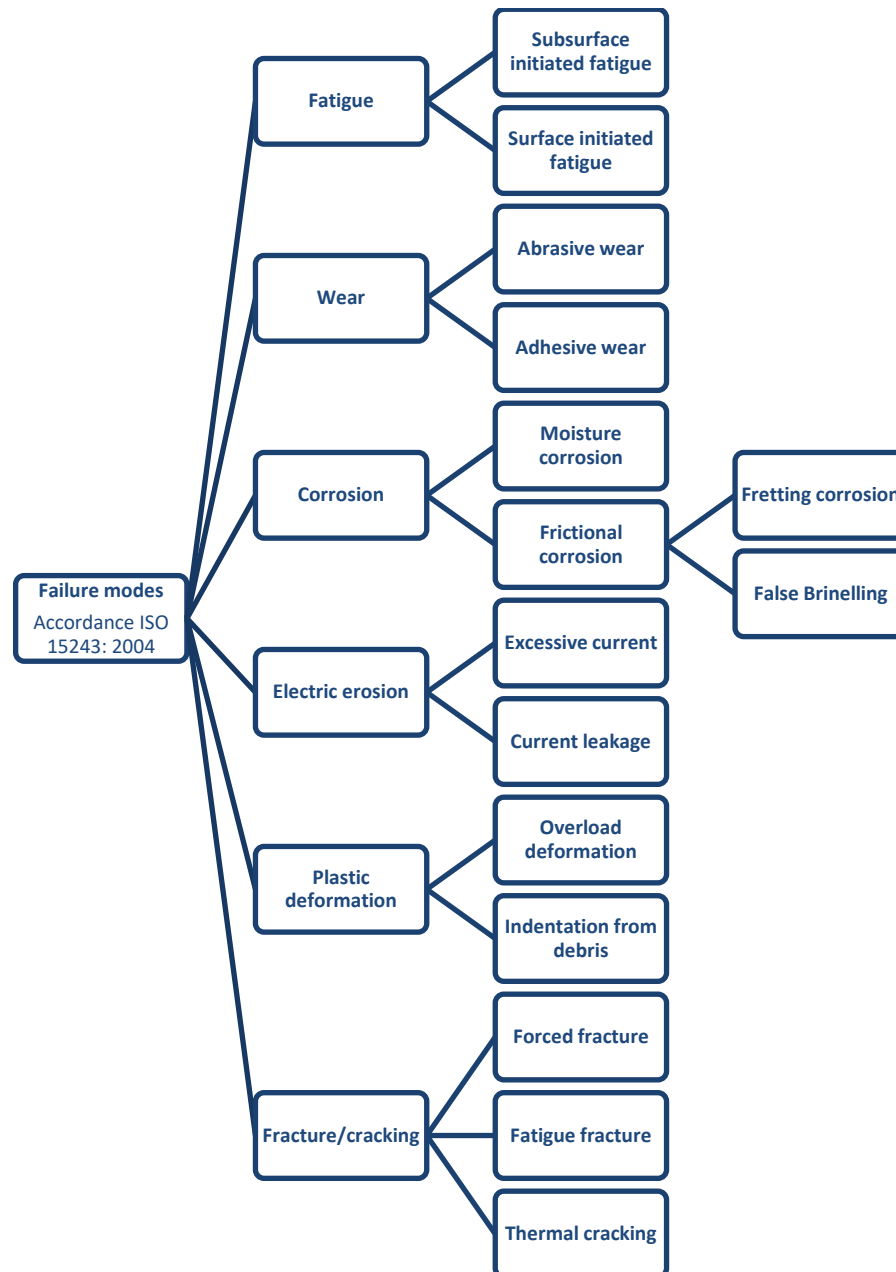 Failure modes
Accordance ISO
15243: 2004
Fatigue
Subsurface
initiated fatigue
Surface initiated
fatigue
Wear
Abrasive wear
Adhesive wear
Corrosion
Moisture
corrosion
Frictional
corrosion
Fretting corrosion
False Brinelling
Electric erosion
Excessive current
Current leakage
Plastic
deformation
Overload
deformation
Indentation from
debris
Fracture/cracking
Forced fracture
Fatigue fracture
Thermal cracking